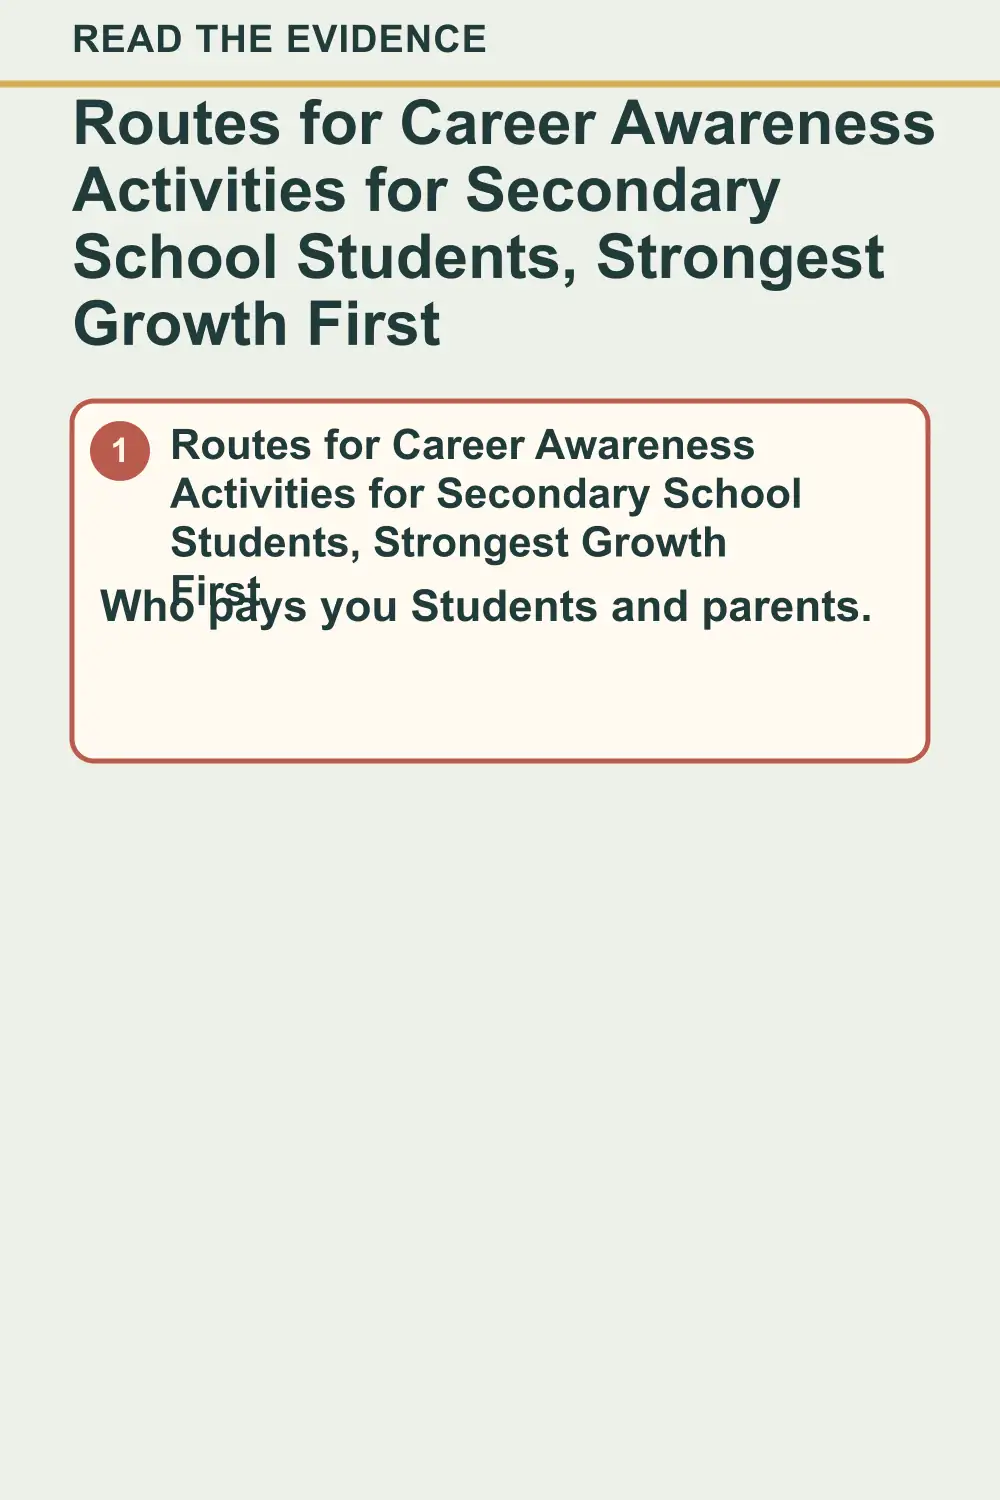 READ THE EVIDENCE
Routes for Career Awareness
Activities for Secondary
School Students, Strongest
Growth First
1
Routes for Career Awareness
Activities for Secondary School
Students, Strongest Growth
First
Who pays you Students and parents.